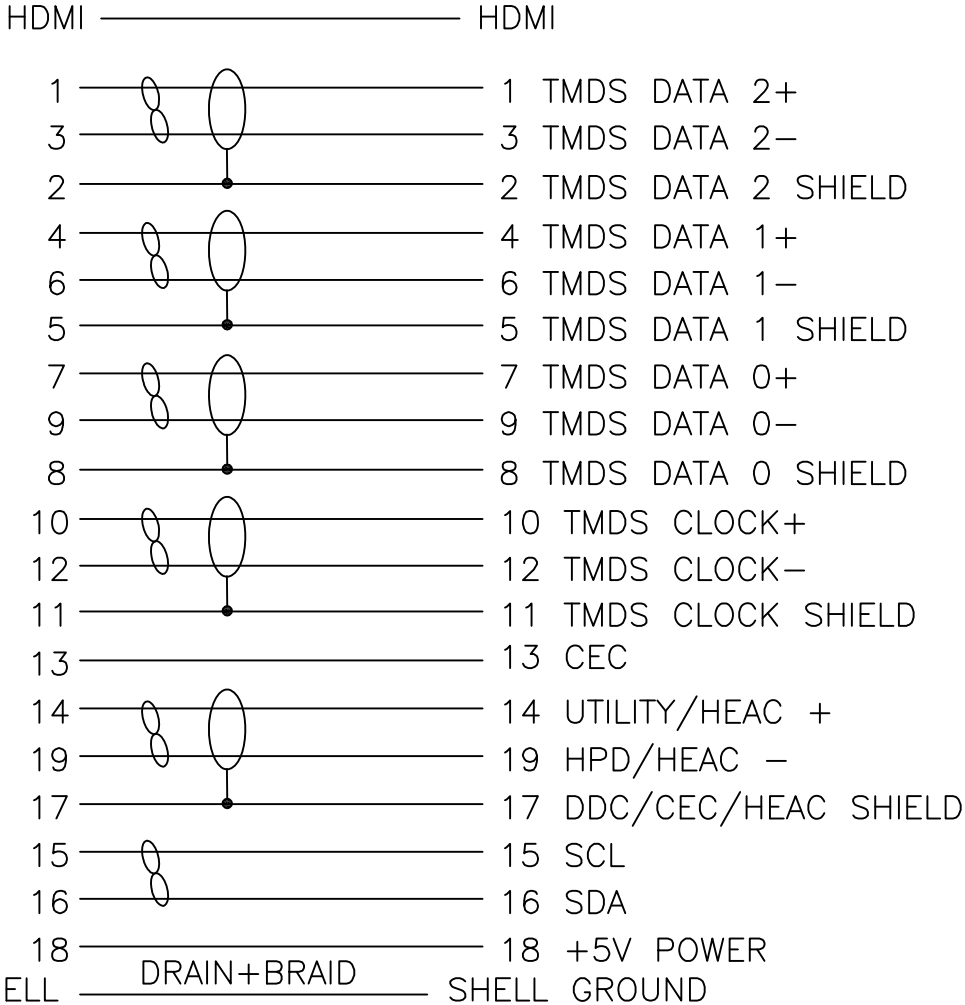 HDMI HDMI
1 1 TMDS DATA 2+
3 3 TMDS DATA 2-
2 2 TMDS DATA 2 SHIELD
4 4 TMDS DATA 1+
6 6 TMDS DATA 1-
5 5 TMDS DATA 1 SHIELD
7 7 TMDS DATA 0+
9 9 TMDS DATA 0-
8 8 TMDS DATA 0 SHIELD
10 10 TMDS CLOCK+
12 12 TMDS CLOCK-
11 11 TMDS CLOCK SHIELD
13 13 CEC
14 14 UTILITY/HEAC +
19 19 HPD/HEAC -
17 17 DDC/CEC/HEAC SHIELD
15 15 SCL
16 16 SDA
18 18 +5V POWER
ELL DRAIN+BRAID SHELL GROUND